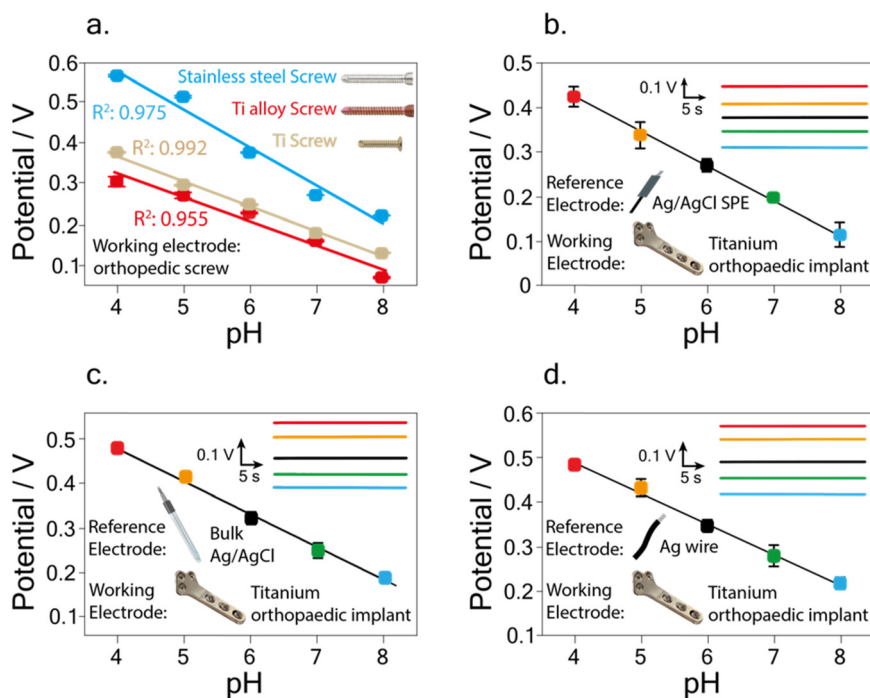 a.
Potential / V
0.6
0.5
0.4
0.3
0.2
0.1
Stainless steel Screw
Ti alloy Screw
Ti Screw
R²: 0.975
R²: 0.992
R²: 0.955
Working electrode:
orthopedic screw
4 5 6 7 8
pH
b.
Potential / V
0.5
0.4
0.3
0.2
0.1
0
0.1 V
5 s
Reference
Electrode:
Ag/AgCl SPE
Working
Electrode:
Titanium
orthopaedic implant
4 5 6 7 8
pH
c.
Potential / V
0.5
0.4
0.3
0.2
0.1
0.1 V
5 s
Reference
Electrode:
Bulk
Ag/AgCl
Working
Electrode:
Titanium
orthopaedic implant
4 5 6 7 8
pH
d.
Potential / V
0.6
0.5
0.4
0.3
0.2
0.1
0.1 V
5 s
Reference
Electrode:
Ag wire
Working
Electrode:
Titanium
orthopaedic implant
4 5 6 7 8
pH